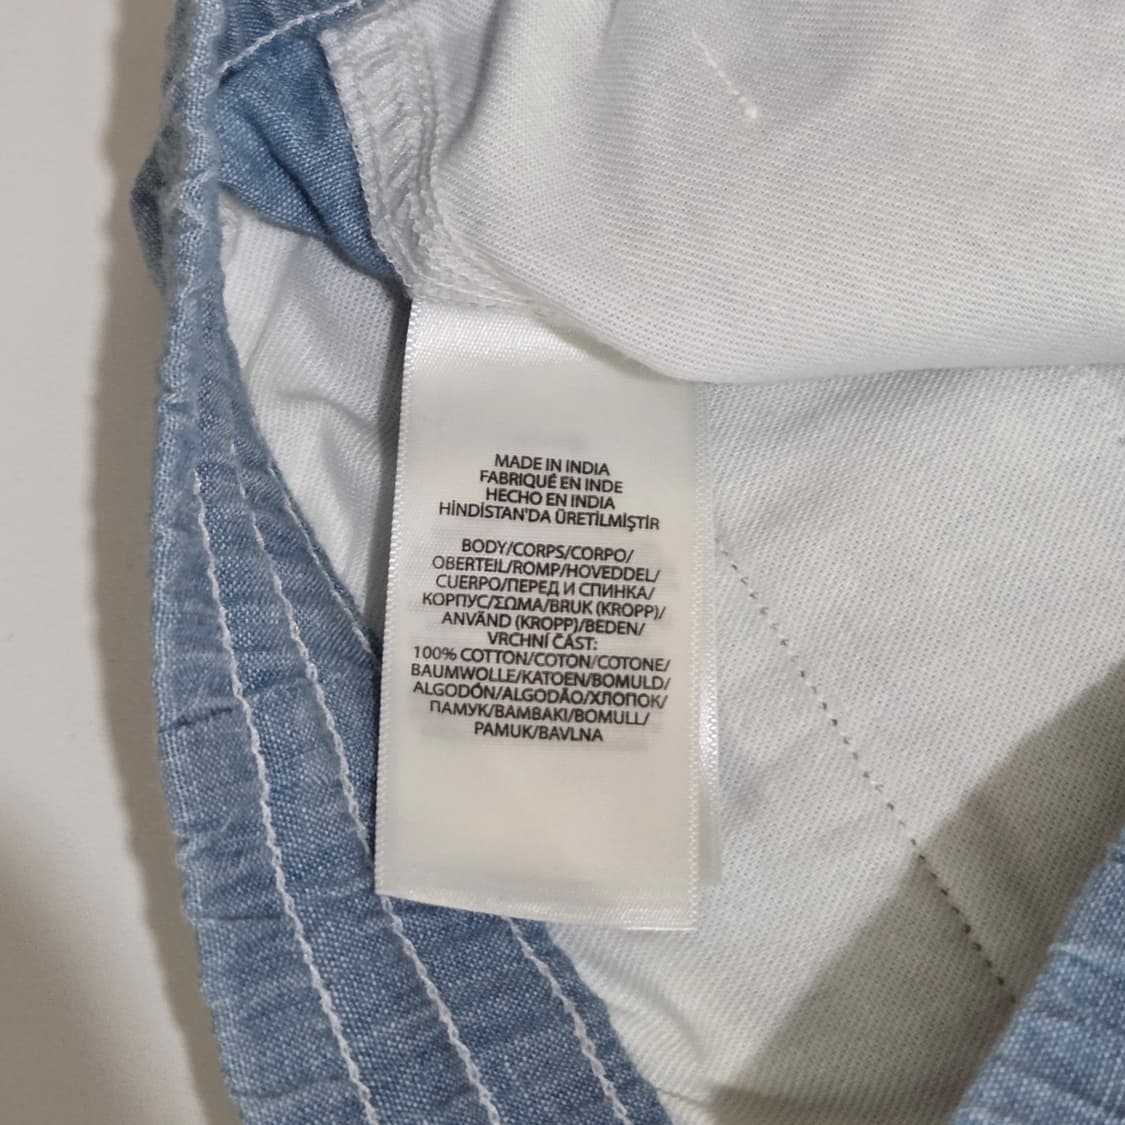 MADE IN INDIA
FABRIQUÉ EN INDE
HECHO EN INDIA
HİNDİSTAN'DA ÜRETİLMİŞTİR
BODY/CORPS/CORPO/
OBERTEIL/ROMP/HOVEDDEL/
CUERPO/ПЕРЕД И СПИНКА/
КОРПУС/ΣΩΜΑ/BRUK (KROPP)/
ANVÄND (KROPP)/BEDEN/
VRCHNÍ ČÁST:
100% COTTON/COTON/COTONE/
BAUMWOLLE/KATOEN/BOMULD/
ALGODÓN/ALGODÃO/ХЛОПОК/
ПАМУК/ΒΑΜΒΑΚΙ/BOMULL/
PAMUK/BAVLNA